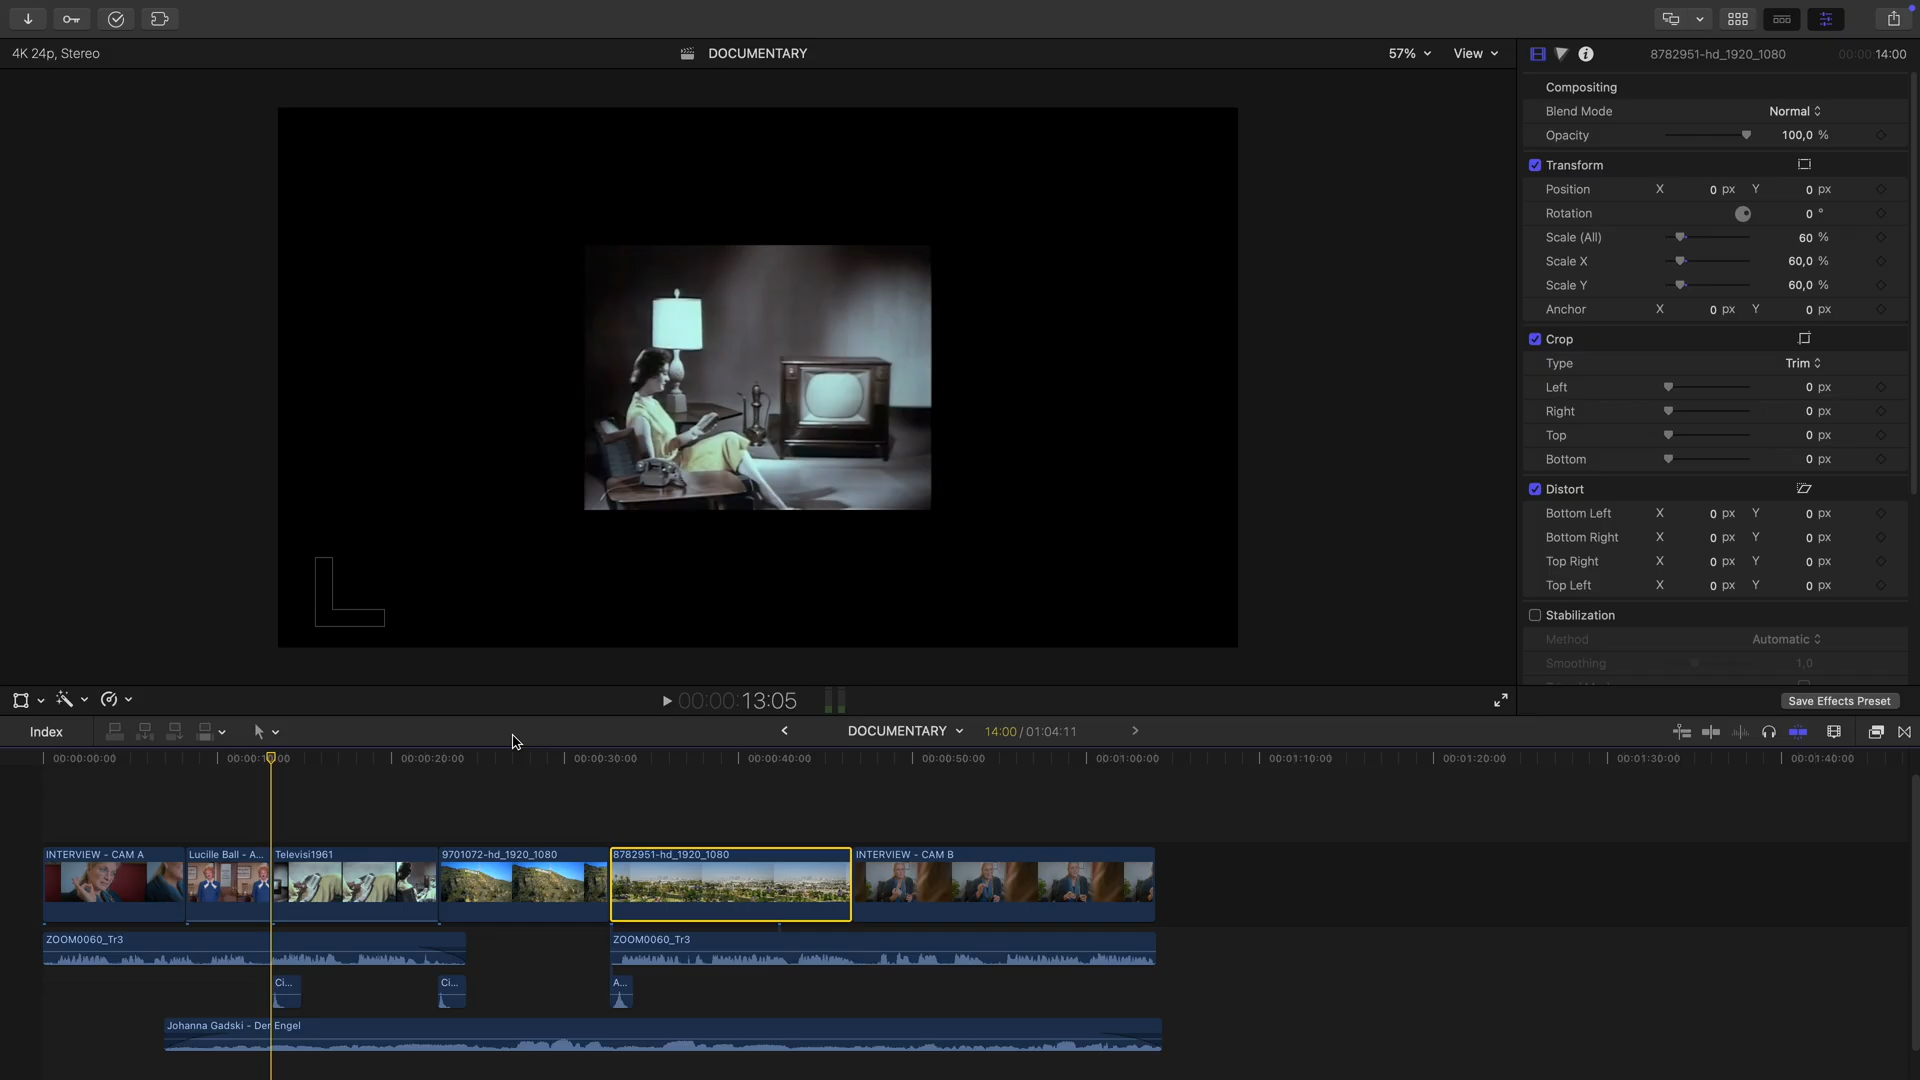 4K 24p, Stereo
DOCUMENTARY
57%
View
8782951-hd_1920_1080
00:00:14:00
Compositing
Blend Mode
Normal
Opacity
100,0 %
Transform
Position X 0 px Y 0 px
Rotation 0 °
Scale (All) 60 %
Scale X 60,0 %
Scale Y 60,0 %
Anchor X 0 px Y 0 px
Crop
Type Trim
Left 0 px
Right 0 px
Top 0 px
Bottom 0 px
Distort
Bottom Left X 0 px Y 0 px
Bottom Right X 0 px Y 0 px
Top Right X 0 px Y 0 px
Top Left X 0 px Y 0 px
Stabilization
Method Automatic
Smoothing 1,0
00:00:13:05
Save Effects Preset
Index
DOCUMENTARY
14:00 / 01:04:11
00:00:00:00
00:00:20:00
00:00:30:00
00:00:40:00
00:00:50:00
00:01:00:00
00:01:10:00
00:01:20:00
00:01:30:00
00:01:40:00
INTERVIEW - CAM A
Lucille Ball - A...
Televisi1961
9701072-hd_1920_1080
8782951-hd_1920_1080
INTERVIEW - CAM B
ZOOM0060_Tr3
ZOOM0060_Tr3
Ci...
Ci...
A...
Johanna Gadski - Der Engel